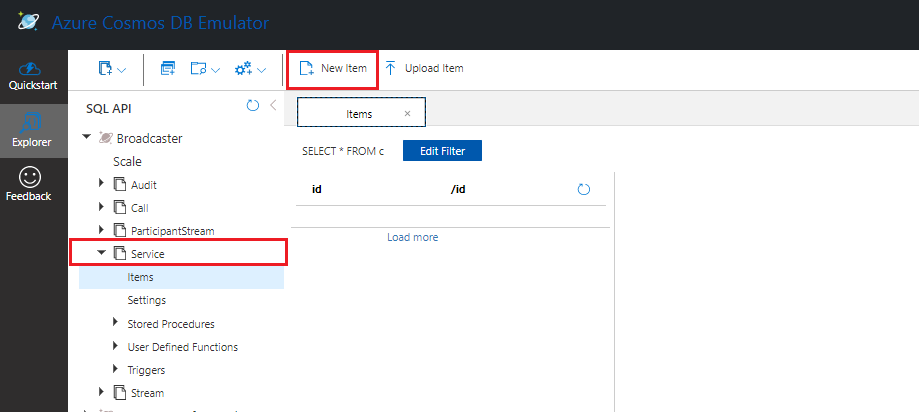 Azure Cosmos DB Emulator
Quickstart
Explorer
Feedback
New Item
Upload Item
SQL API
Broadcaster
Scale
Audit
Call
ParticipantStream
Service
Items
Settings
Stored Procedures
User Defined Functions
Triggers
Stream
Items ×
SELECT * FROM c Edit Filter
id /id
Load more